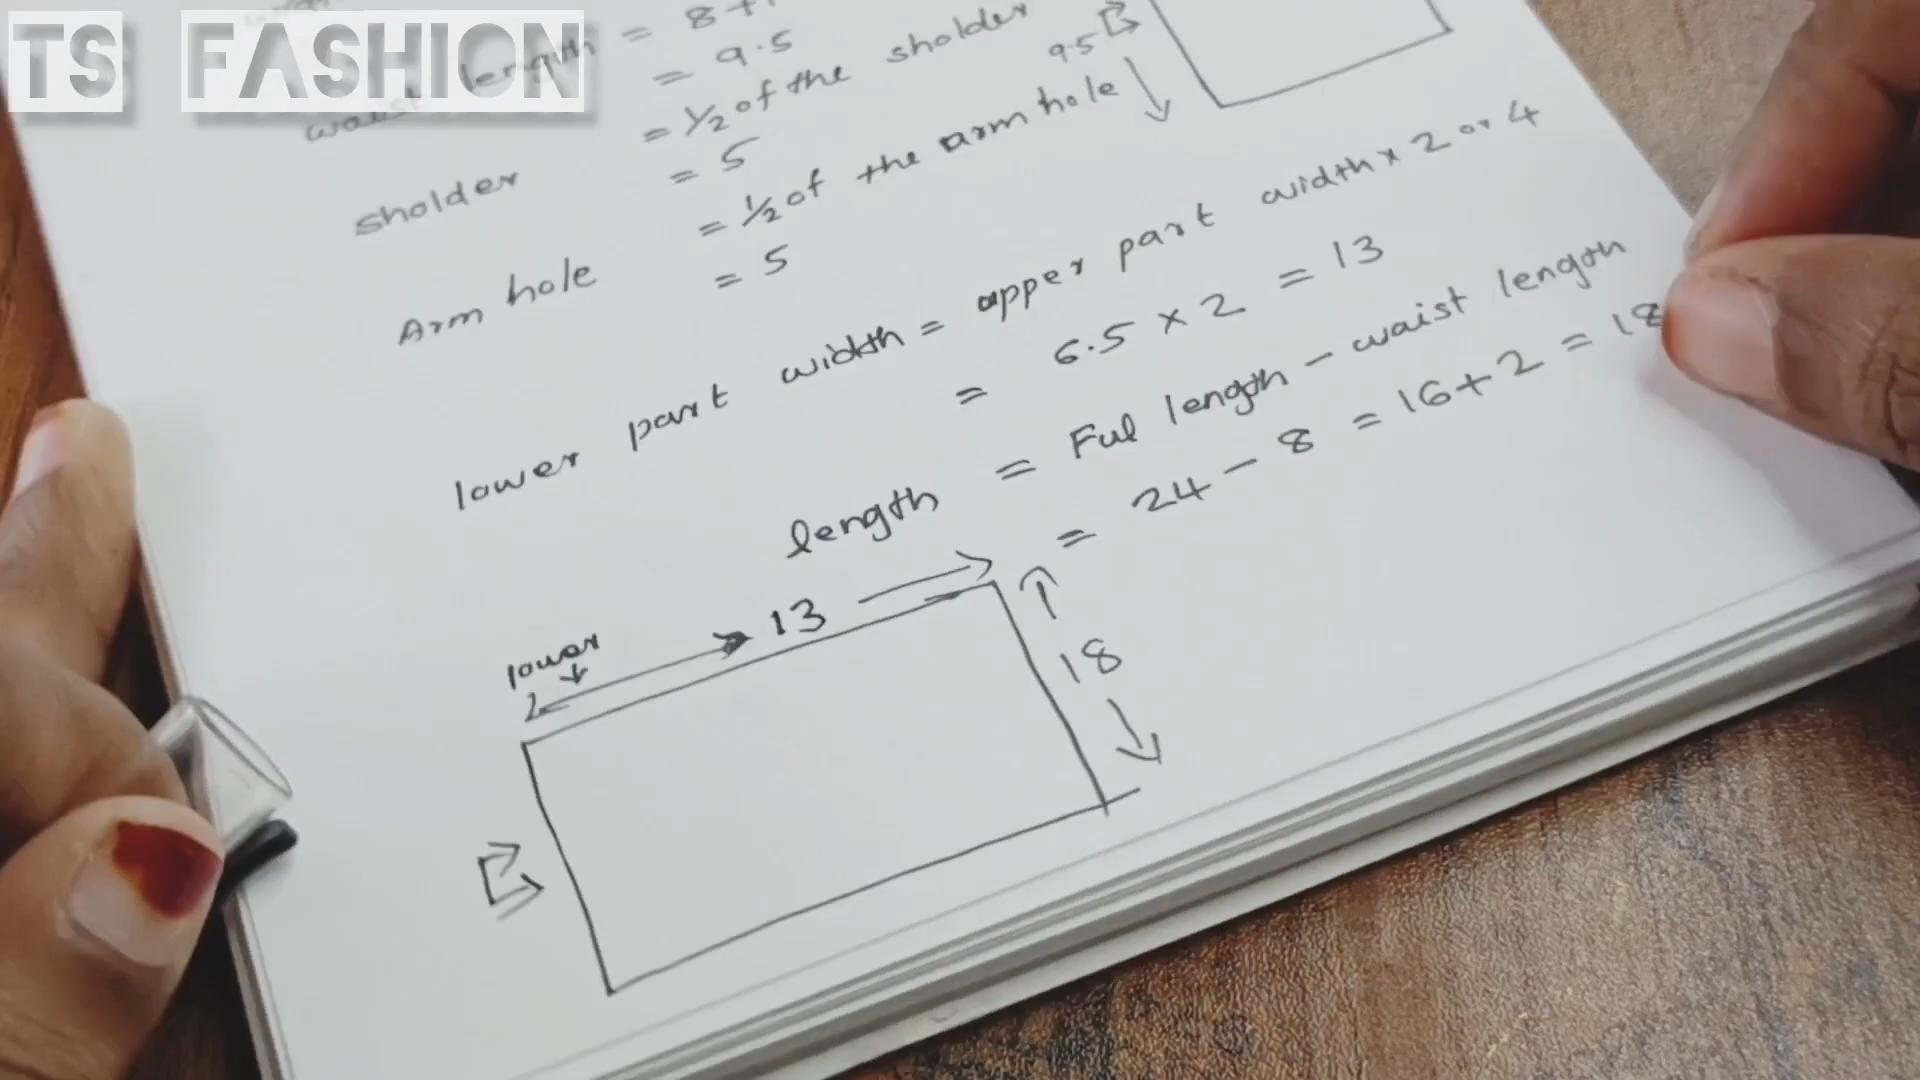 TS FASHION
= 8 +
waist length
= 9.5
sholder = 1/2 of the sholder
= 5
9.5
Arm hole = 1/2 of the arm hole
= 5
lower part width = upper part width x 2 or 4
= 6.5 x 2 = 13
length = Ful length - waist length
= 24 - 8 = 16 + 2 = 18
lower
13
18